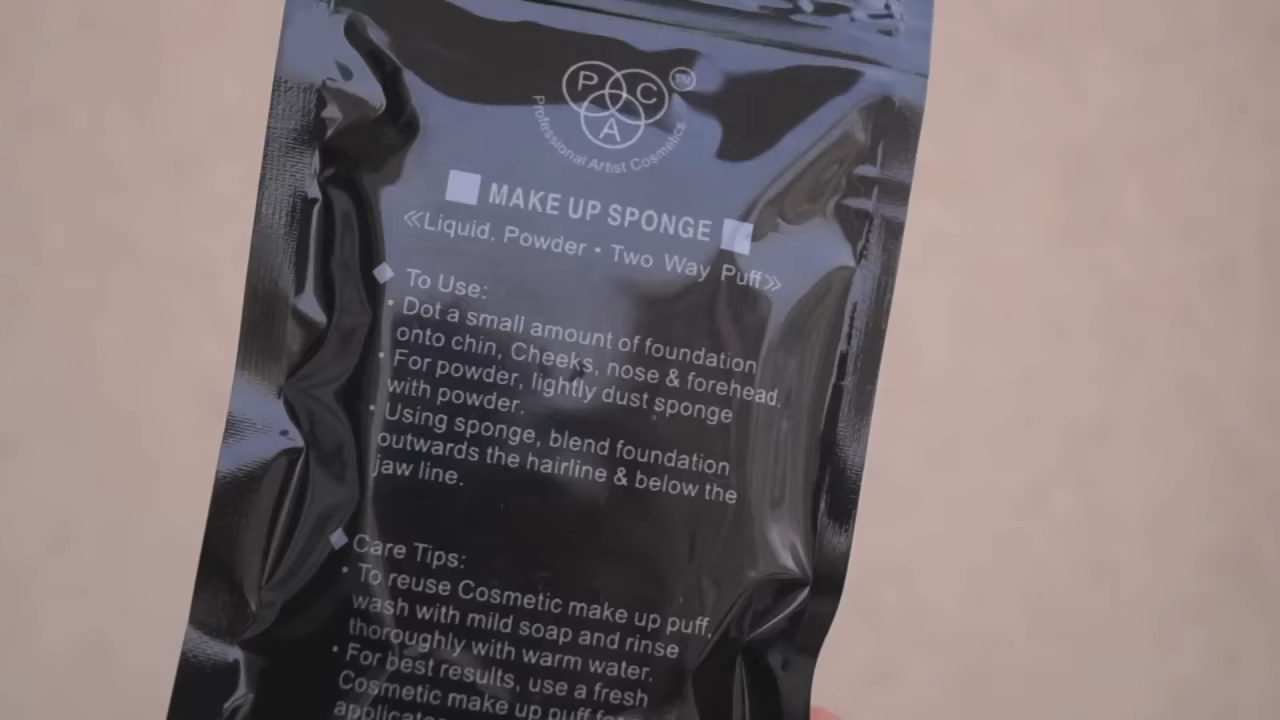 P C A TM
Professional Artist Cosmetics
MAKE UP SPONGE
《Liquid. Powder • Two Way Puff》
To Use:
• Dot a small amount of foundation
onto chin, Cheeks, nose & forehead.
• For powder, lightly dust sponge
with powder.
• Using sponge, blend foundation
outwards the hairline & below the
jaw line.
Care Tips:
• To reuse Cosmetic make up puff,
wash with mild soap and rinse
thoroughly with warm water.
• For best results, use a fresh
Cosmetic make up puff